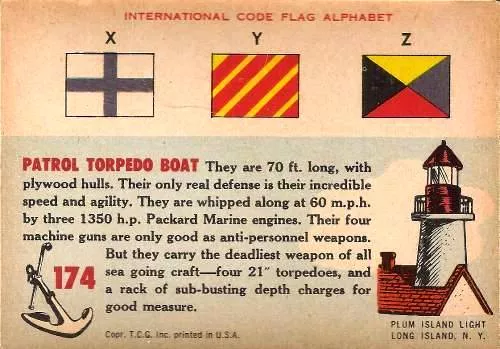 INTERNATIONAL CODE FLAG ALPHABET
X Y Z
PATROL TORPEDO BOAT They are 70 ft. long, with
plywood hulls. Their only real defense is their incredible
speed and agility. They are whipped along at 60 m.p.h.
by three 1350 h.p. Packard Marine engines. Their four
machine guns are only good as anti-personnel weapons.
But they carry the deadliest weapon of all
sea going craft—four 21" torpedoes, and
a rack of sub-busting depth charges for
good measure.
174
Copr. T.C.G. Inc. printed in U.S.A.
PLUM ISLAND LIGHT
LONG ISLAND, N. Y.